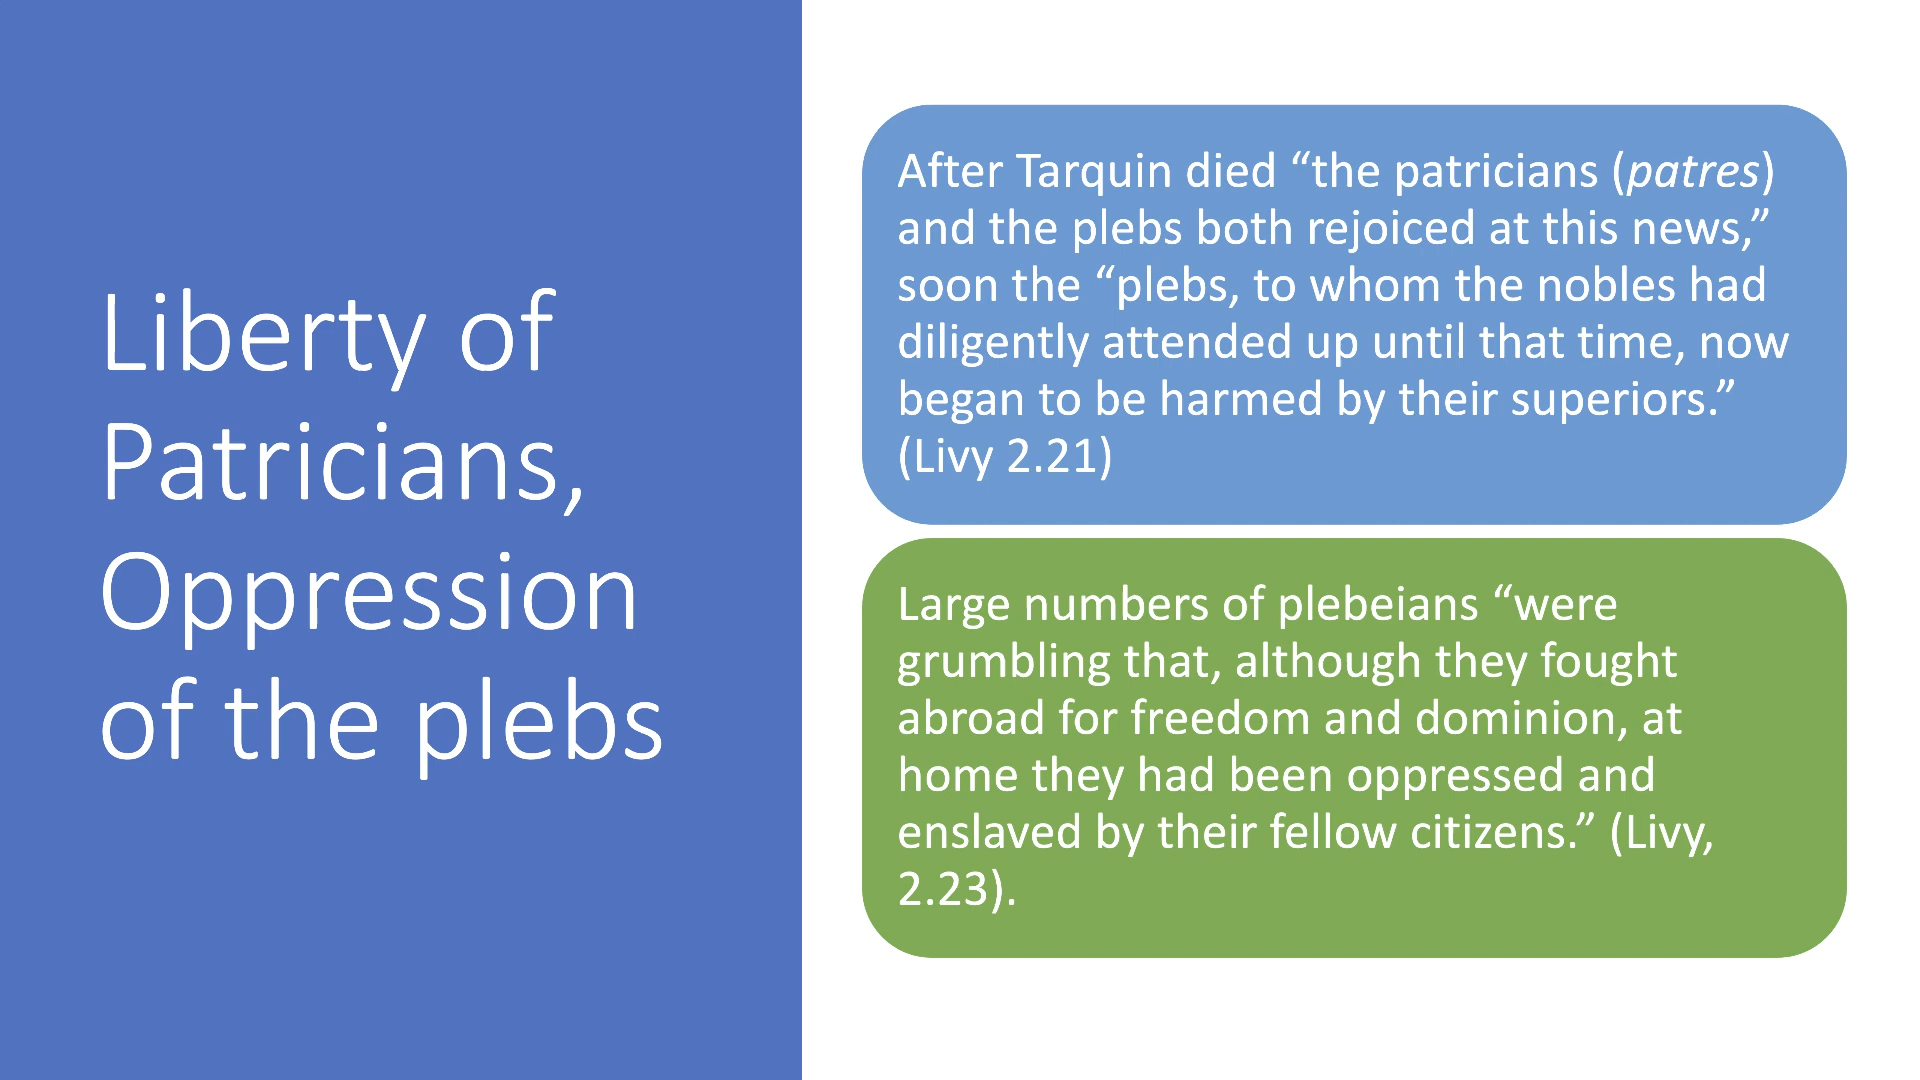 Liberty of
Patricians,
Oppression
of the plebs
After Tarquin died “the patricians (patres)
and the plebs both rejoiced at this news,”
soon the “plebs, to whom the nobles had
diligently attended up until that time, now
began to be harmed by their superiors.”
(Livy 2.21)
Large numbers of plebeians “were
grumbling that, although they fought
abroad for freedom and dominion, at
home they had been oppressed and
enslaved by their fellow citizens.” (Livy,
2.23).